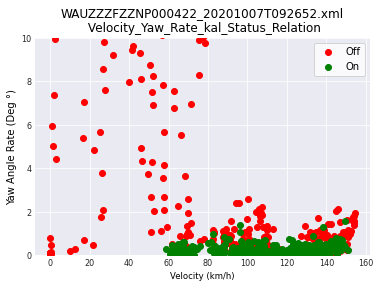 WAUZZZFZZNP000422_20201007T092652.xml
Velocity_Yaw_Rate_kal_Status_Relation
Yaw Angle Rate (Deg °)
10
8
6
4
2
0
Off
On
0 20 40 60 80 100 120 140 160
Velocity (km/h)